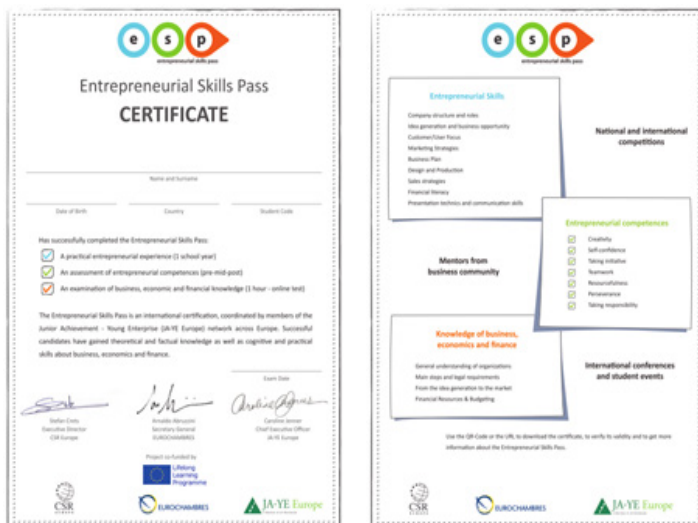 esp
entrepreneurial skills pass
Entrepreneurial Skills Pass
CERTIFICATE
Name and Surname
Date of Birth
Country
Student Code
Has successfully completed the Entrepreneurial Skills Pass:
A practical entrepreneurial experience (1 school year)
An assessment of entrepreneurial competences (pre-mid-post)
An examination of business, economic and financial knowledge (1 hour - online test)
The Entrepreneurial Skills Pass is an international certification, coordinated by members of the
Junior Achievement - Young Enterprise (JA-YE Europe) network across Europe. Successful
candidates have gained theoretical and factual knowledge as well as cognitive and practical
skills about business, economics and finance.
Exam Date
Stefan Crets
Executive Director
CSR Europe
Arnaldo Abruzzini
Secretary General
EUROCHAMBRES
Caroline Jenner
Chief Executive Officer
JA-YE Europe
Project co-funded by
Lifelong
Learning
Programme
CSR
EUROCHAMBRES
JA-YE Europe
esp
entrepreneurial skills pass
Entrepreneurial Skills
Company structure and roles
Idea generation and business opportunity
Customer/User Focus
Marketing Strategies
Business Plan
Design and Production
Sales strategies
Financial literacy
Presentation technics and communication skills
National and international
competitions
Entrepreneurial competences
Creativity
Self-confidence
Taking initiative
Teamwork
Resourcefulness
Perseverance
Taking responsibility
Mentors from
business community
Knowledge of business,
economics and finance
General understanding of organizations
Main steps and legal requirements
From the idea generation to the market
Financial Resources & Budgeting
International conferences
and student events
Use the QR-Code or the URL to download the certificate, to verify its validity and to get more
information about the Entrepreneurial Skills Pass.
CSR
EUROCHAMBRES
JA-YE Europe